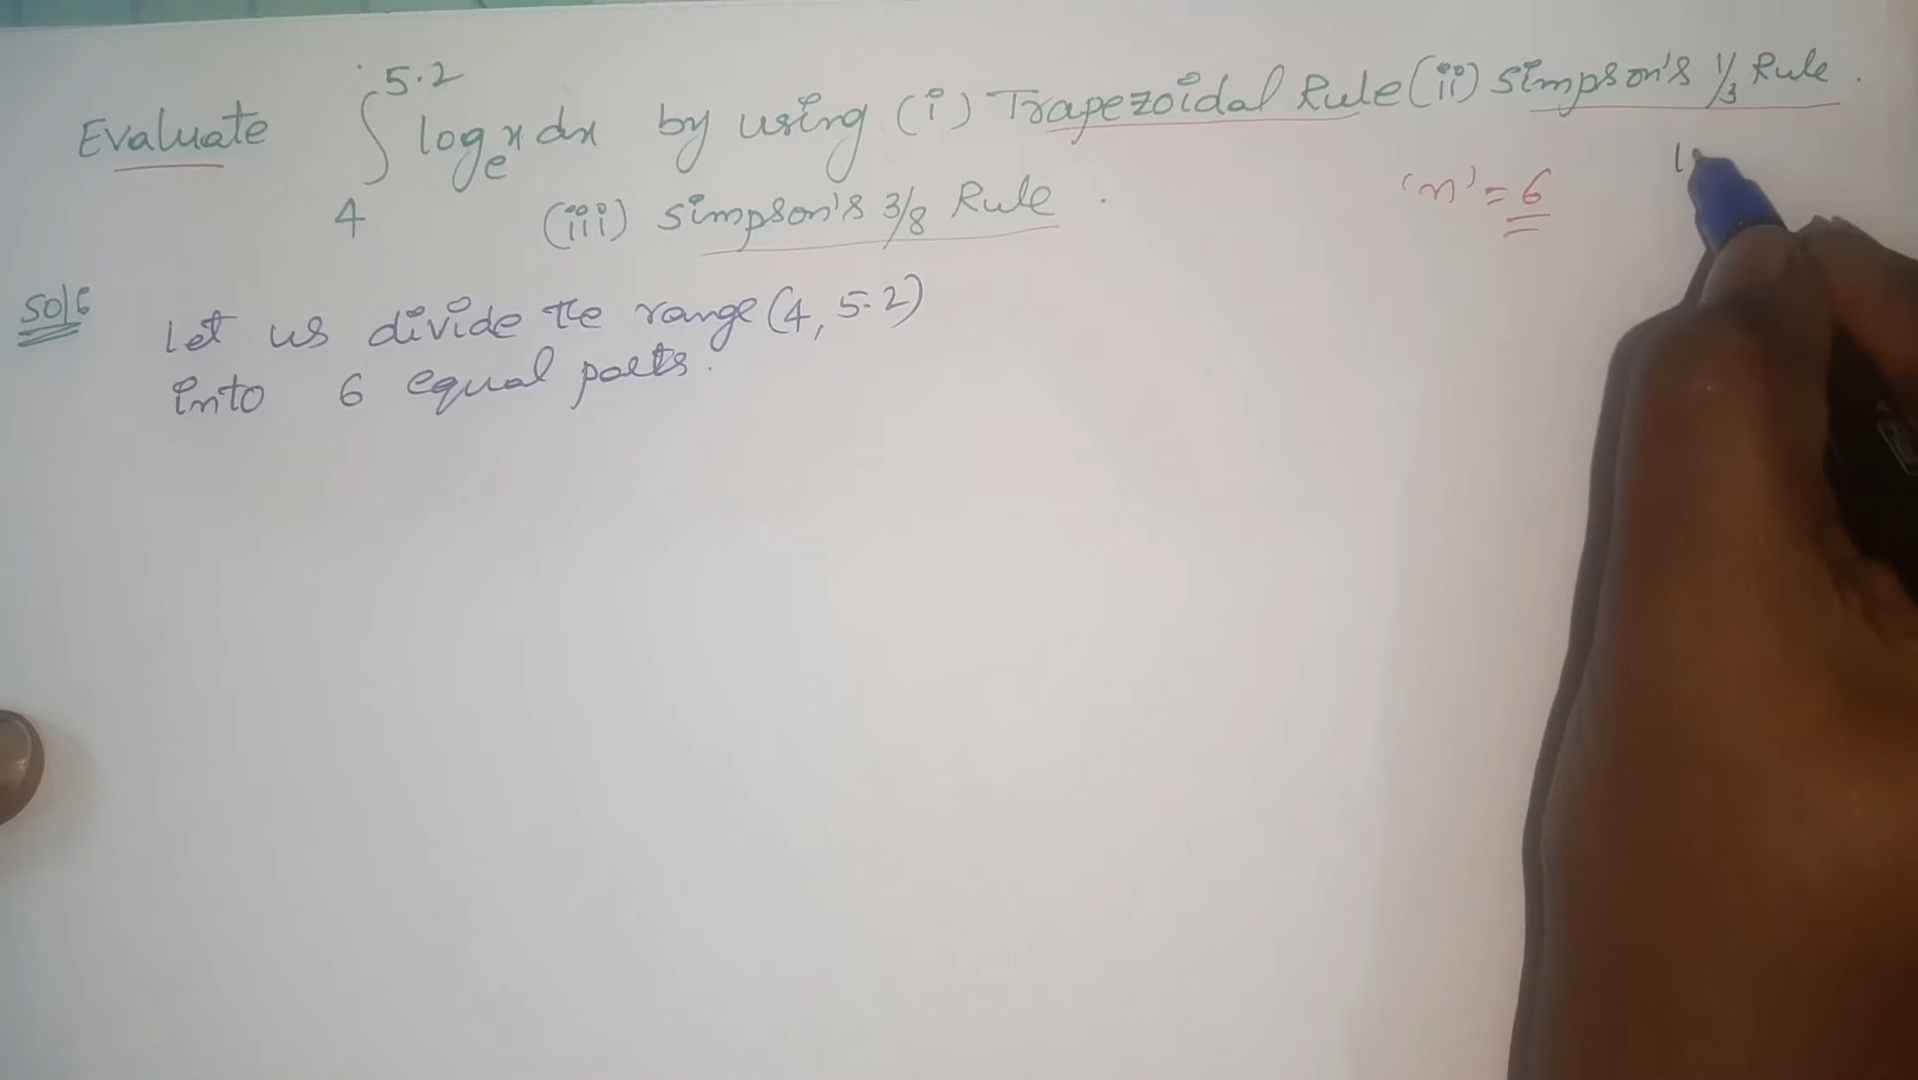 Evaluate ∫₄^5.2 logₑx dx by using (i) Trapezoidal Rule (ii) Simpson's 1/3 Rule.
(iii) Simpson's 3/8 Rule.
'n' = 6
Sol:
Let us divide the range (4, 5.2)
into 6 equal parts.